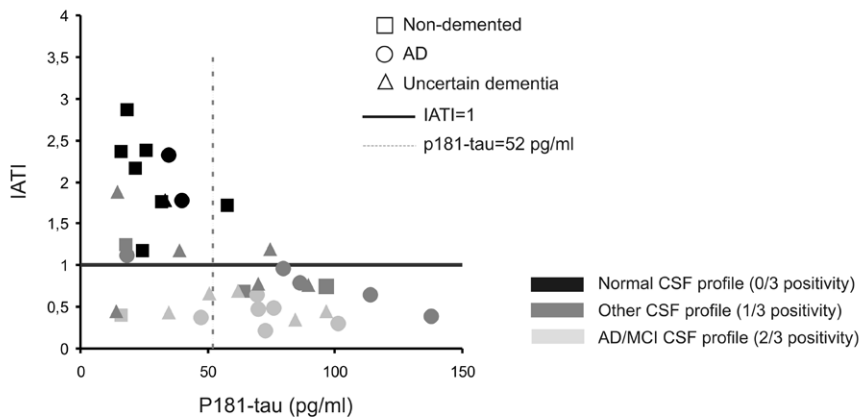 4
3,5
3
2,5
2
1,5
1
0,5
0
IATI
0 50 100 150
P181-tau (pg/ml)
Non-demented
AD
Uncertain dementia
IATI=1
p181-tau=52 pg/ml
Normal CSF profile (0/3 positivity)
Other CSF profile (1/3 positivity)
AD/MCI CSF profile (2/3 positivity)